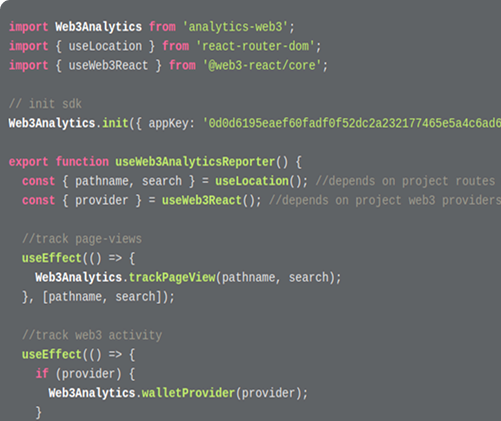 import Web3Analytics from 'analytics-web3';
import { useLocation } from 'react-router-dom';
import { useWeb3React } from '@web3-react/core';
// init sdk
Web3Analytics.init({ appKey: '0d0d6195eaef60fadf0f52dc2a232177465e5a4c6ad6
export function useWeb3AnalyticsReporter() {
const { pathname, search } = useLocation(); //depends on project routes
const { provider } = useWeb3React(); //depends on project web3 providers
//track page-views
useEffect(() => {
Web3Analytics.trackPageView(pathname, search);
}, [pathname, search]);
//track web3 activity
useEffect(() => {
if (provider) {
Web3Analytics.walletProvider(provider);
}